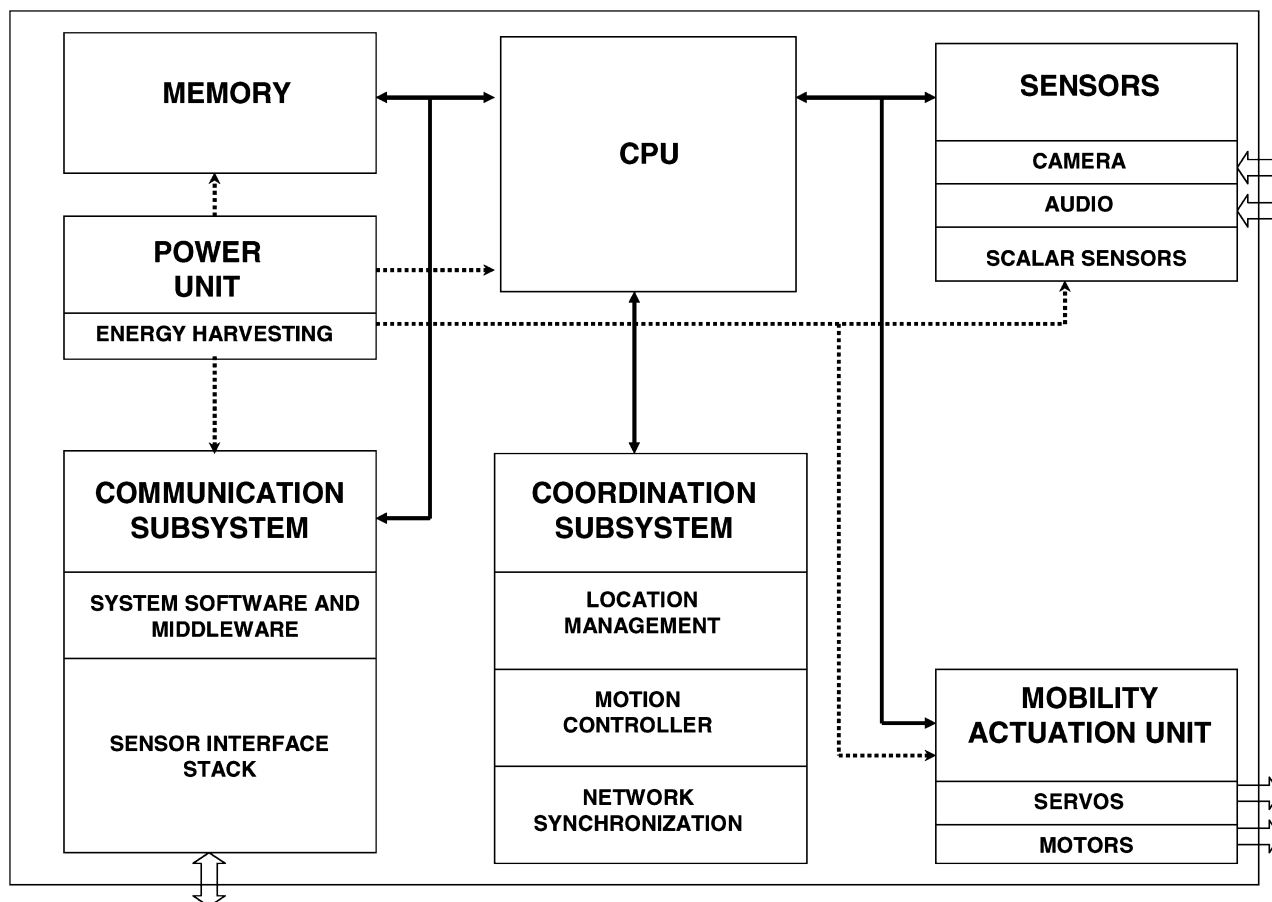 MEMORY
CPU
SENSORS
CAMERA
AUDIO
SCALAR SENSORS
POWER
UNIT
ENERGY HARVESTING
COMMUNICATION
SUBSYSTEM
SYSTEM SOFTWARE AND
MIDDLEWARE
SENSOR INTERFACE
STACK
COORDINATION
SUBSYSTEM
LOCATION
MANAGEMENT
MOTION
CONTROLLER
NETWORK
SYNCHRONIZATION
MOBILITY
ACTUATION UNIT
SERVOS
MOTORS